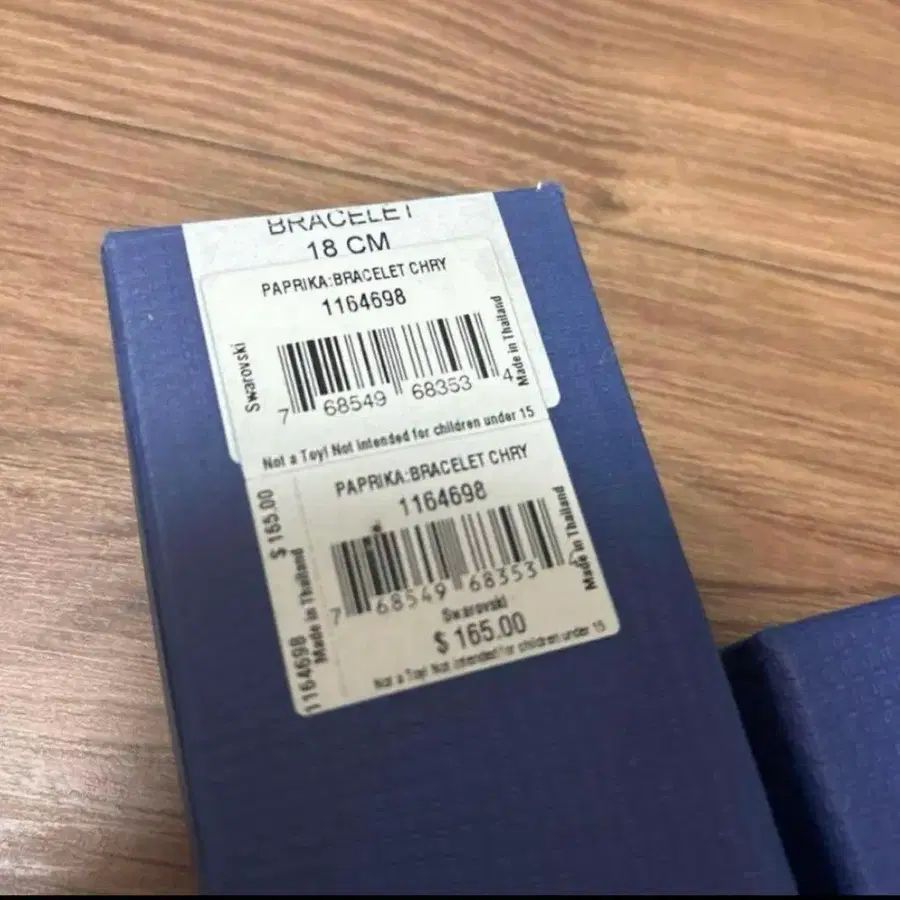 BRACELET
18 CM
PAPRIKA:BRACELET CHRY
1164698
Swarovski
Made in Thailand
7 68549 68353 4
Not a Toy! Not intended for children under 15
PAPRIKA:BRACELET CHRY
1164698
$ 165.00
1164698
Made in Thailand
Made in Thailand
7 68549 68353 4
Swarovski
$ 165.00
Not a Toy! Not intended for children under 15